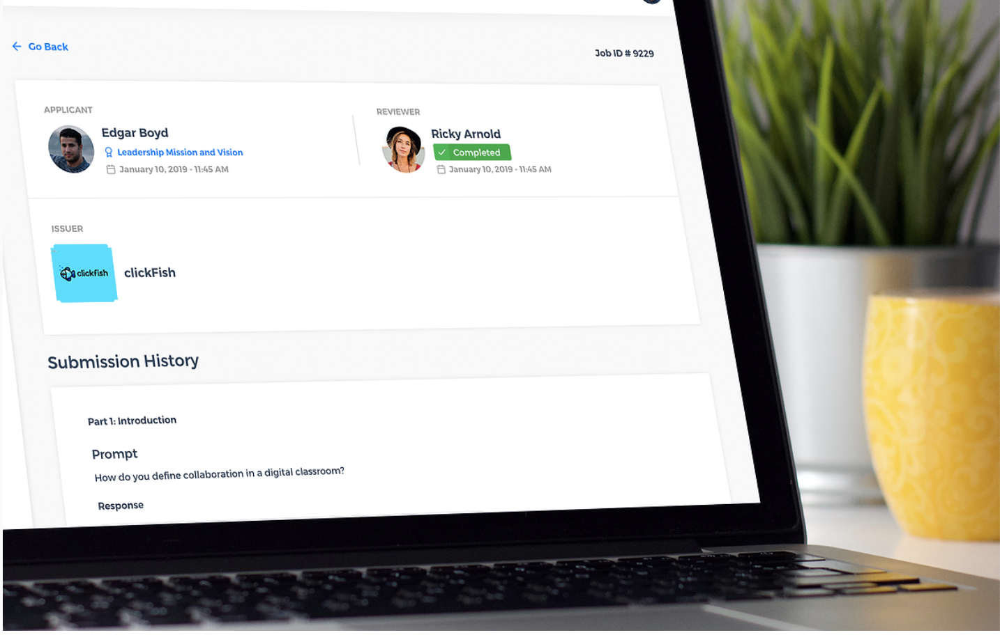 Go Back
Job ID # 9229
APPLICANT
Edgar Boyd
Leadership Mission and Vision
January 10, 2019 - 11:45 AM
REVIEWER
Ricky Arnold
Completed
January 10, 2019 - 11:45 AM
ISSUER
clickfish
clickFish
Submission History
Part 1: Introduction
Prompt
How do you define collaboration in a digital classroom?
Response